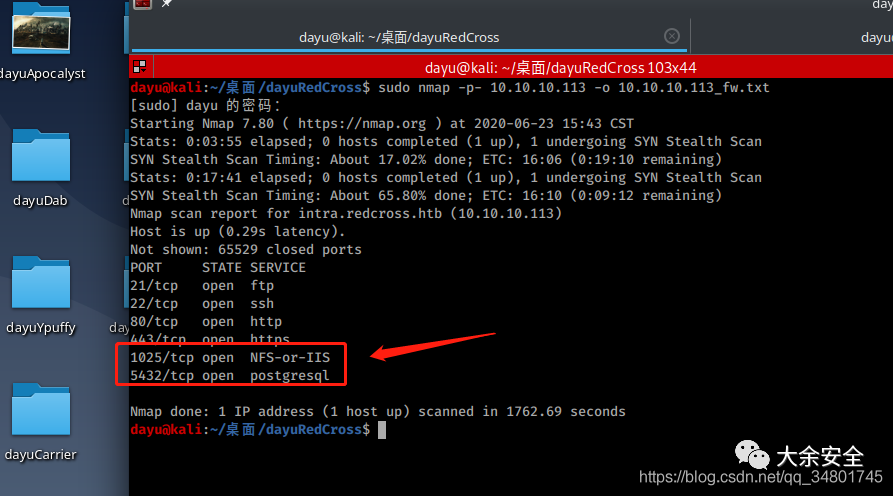 day
dayu@kali: ~/桌面/dayuRedCross
dayu
dayu@kali: ~/桌面/dayuRedCross 103x44
dayu@kali:~/桌面/dayuRedCross$ sudo nmap -p- 10.10.10.113 -o 10.10.10.113_fw.txt
[sudo] dayu 的密码：
Starting Nmap 7.80 ( https://nmap.org ) at 2020-06-23 15:43 CST
Stats: 0:03:55 elapsed; 0 hosts completed (1 up), 1 undergoing SYN Stealth Scan
SYN Stealth Scan Timing: About 17.02% done; ETC: 16:06 (0:19:10 remaining)
Stats: 0:17:41 elapsed; 0 hosts completed (1 up), 1 undergoing SYN Stealth Scan
SYN Stealth Scan Timing: About 65.80% done; ETC: 16:10 (0:09:12 remaining)
Nmap scan report for intra.redcross.htb (10.10.10.113)
Host is up (0.29s latency).
Not shown: 65529 closed ports
PORT STATE SERVICE
21/tcp open ftp
22/tcp open ssh
80/tcp open http
443/tcp open https
1025/tcp open NFS-or-IIS
5432/tcp open postgresql
Nmap done: 1 IP address (1 host up) scanned in 1762.69 seconds
dayu@kali:~/桌面/dayuRedCross$
dayuApocalyst
dayuDab
dayuYpuffy
day
dayuCarrier
大余安全
https://blog.csdn.net/qq_34801745